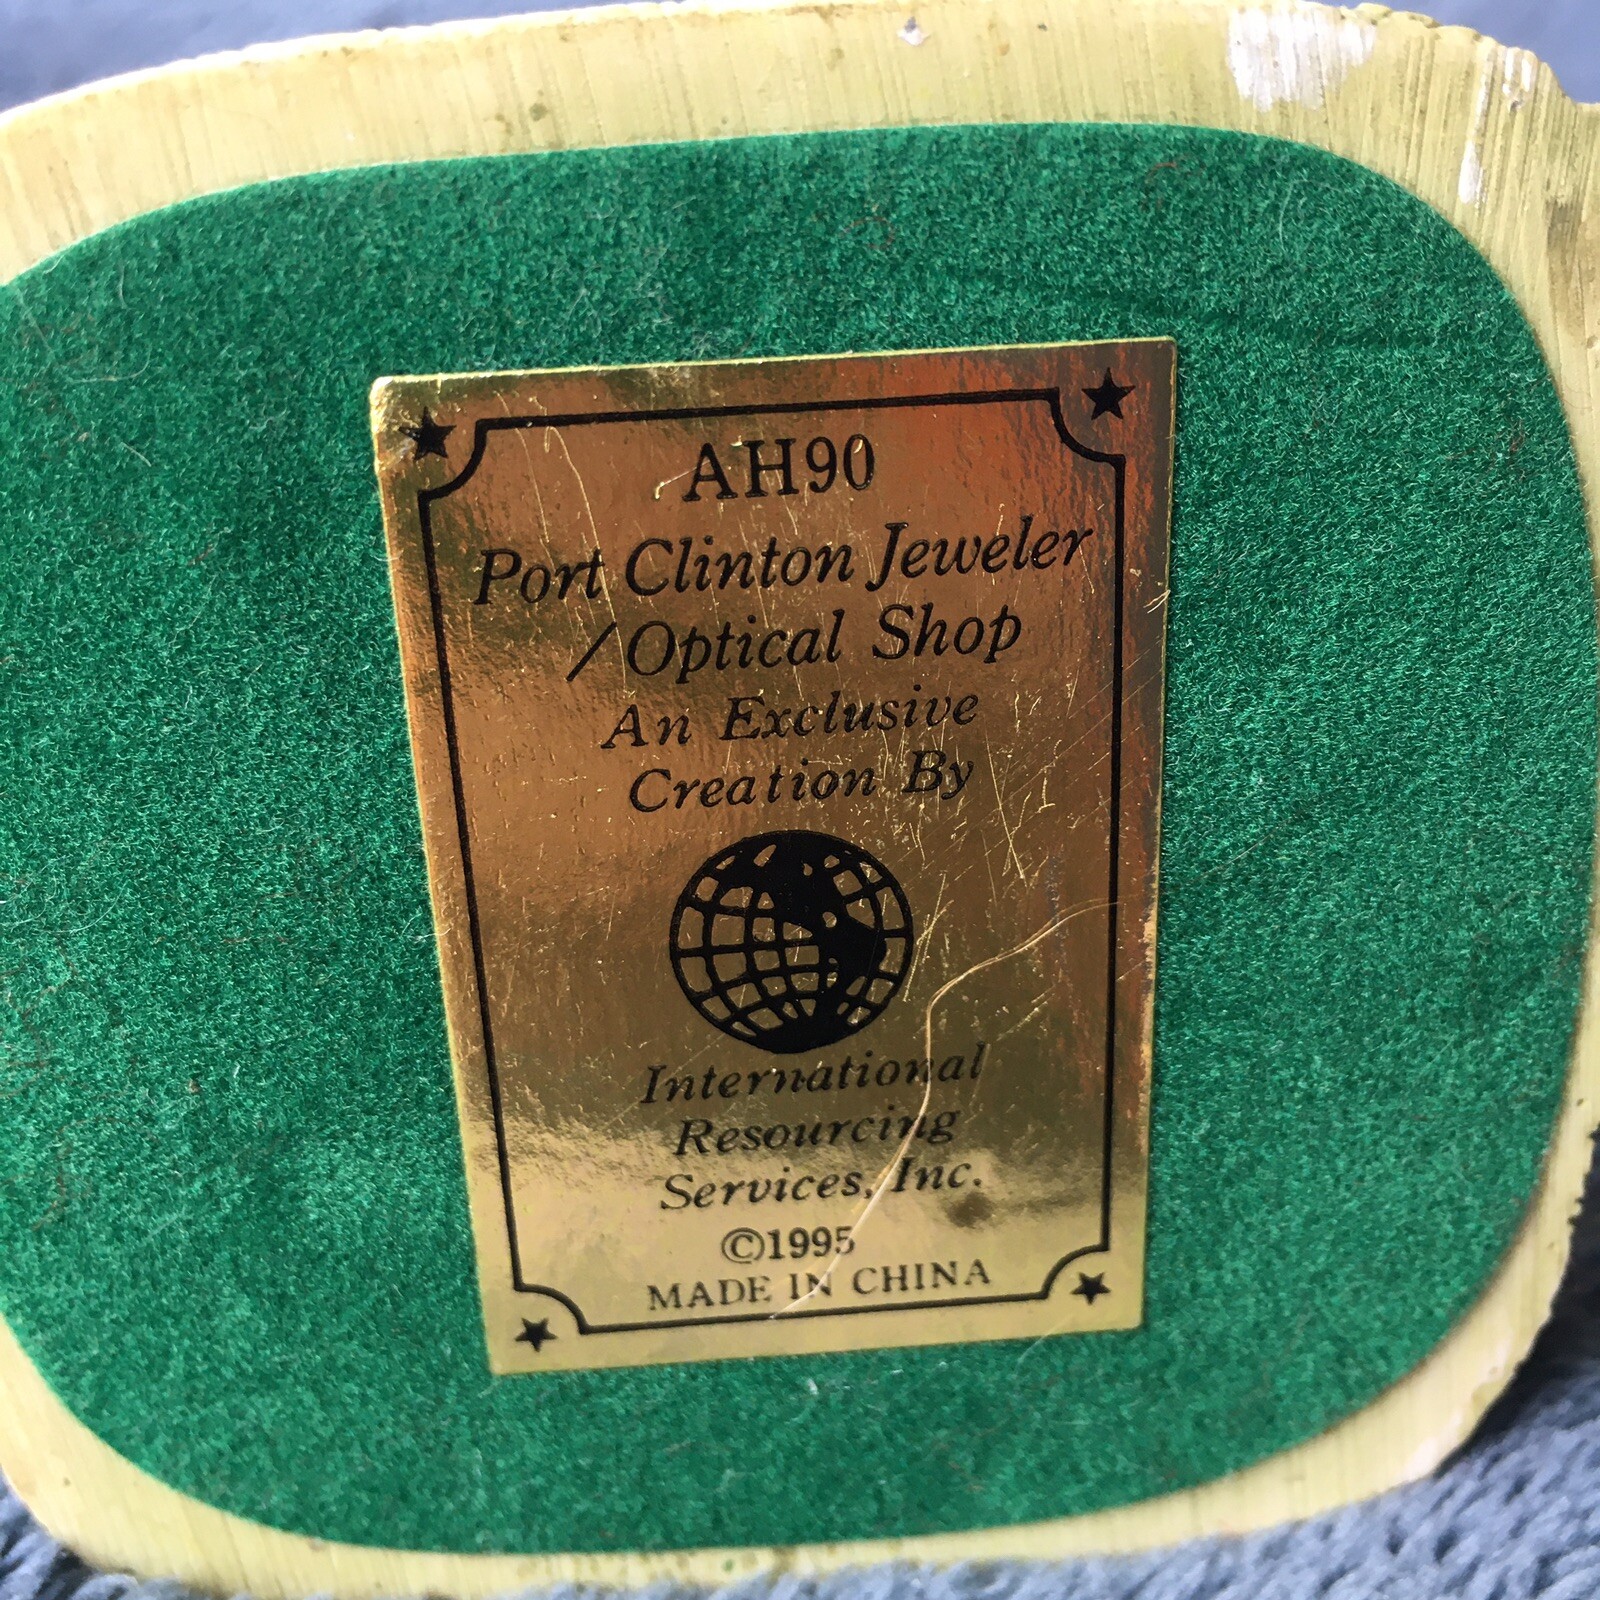 AH90
Port Clinton Jeweler
/Optical Shop
An Exclusive
Creation By
International
Resourcing
Services, Inc.
©1995
MADE IN CHINA